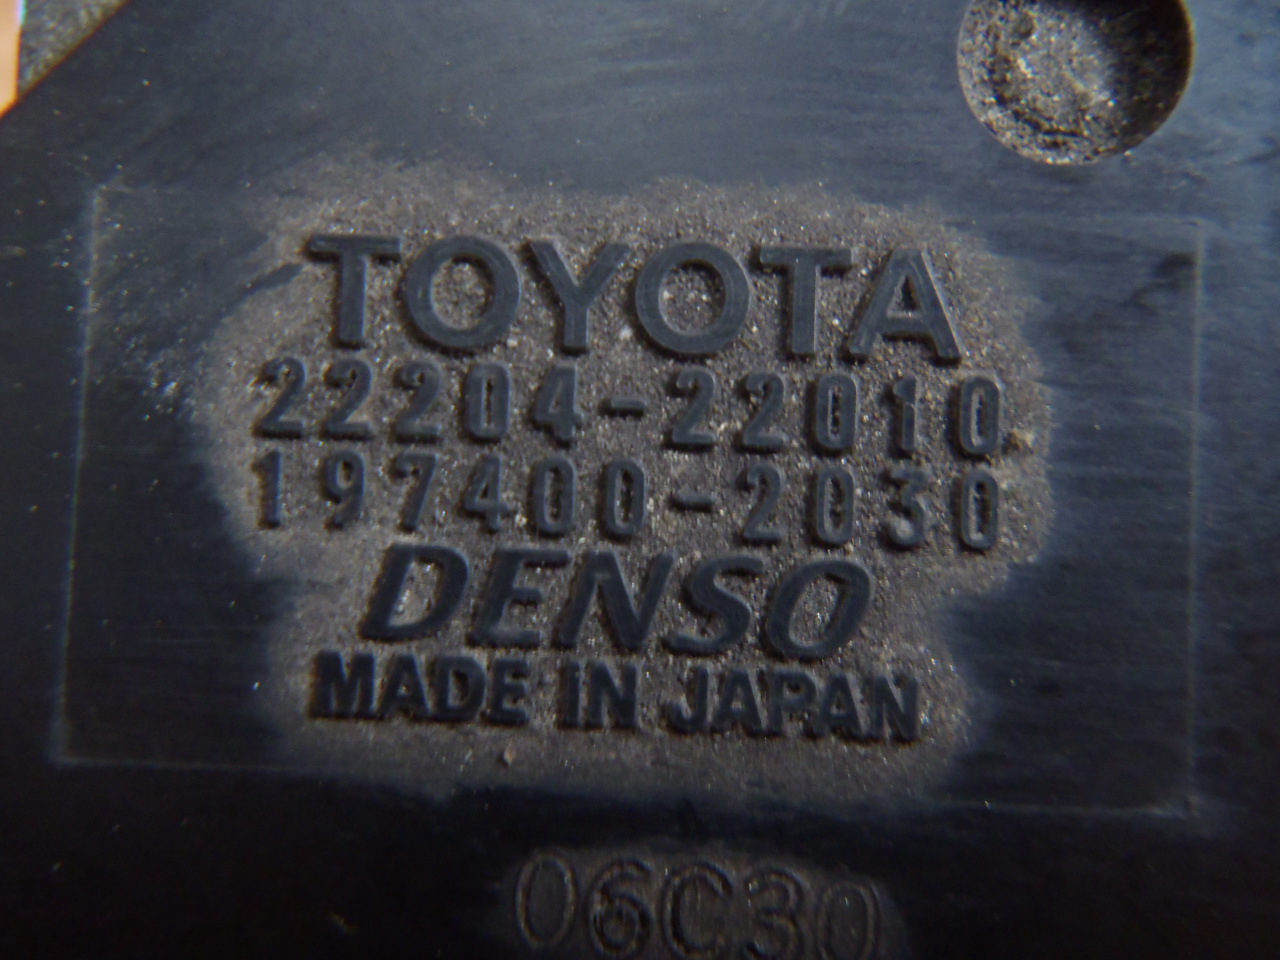 TOYOTA
22204-22010
197400-2030
DENSO
MADE IN JAPAN
06C30